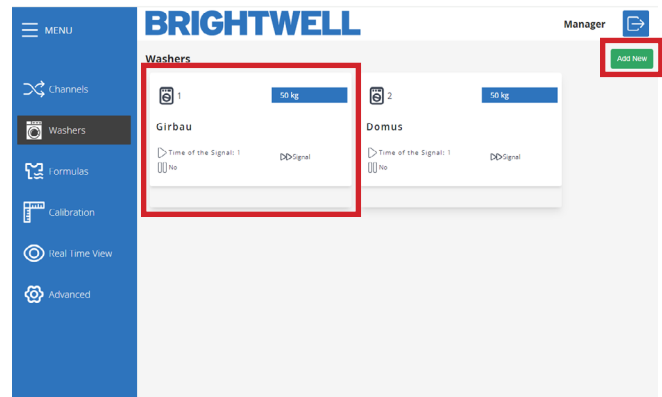 MENU
BRIGHTWELL
Manager
Washers
Add New
Channels
Washers
Formulas
Calibration
Real Time View
Advanced
1
50 kg
Girbau
Time of the Signal: 1
Signal
No
2
50 kg
Domus
Time of the Signal: 1
Signal
No